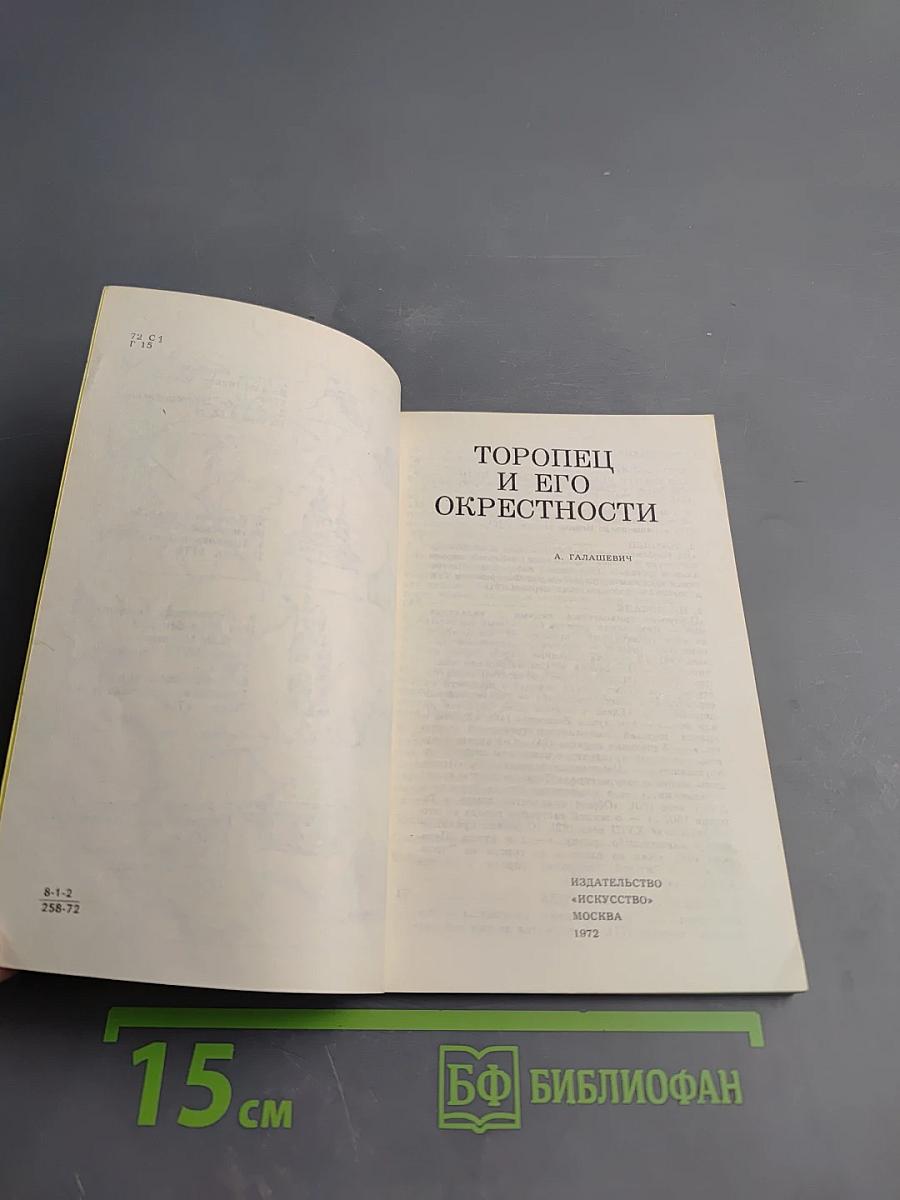 72 С1
Г 15
ТОРОПЕЦ
И ЕГО
ОКРЕСТНОСТИ
А. ГАЛАШЕВИЧ
ИЗДАТЕЛЬСТВО
«ИСКУССТВО»
МОСКВА
1972
8-1-2
258-72
15 см
БФ БИБЛИОФАН